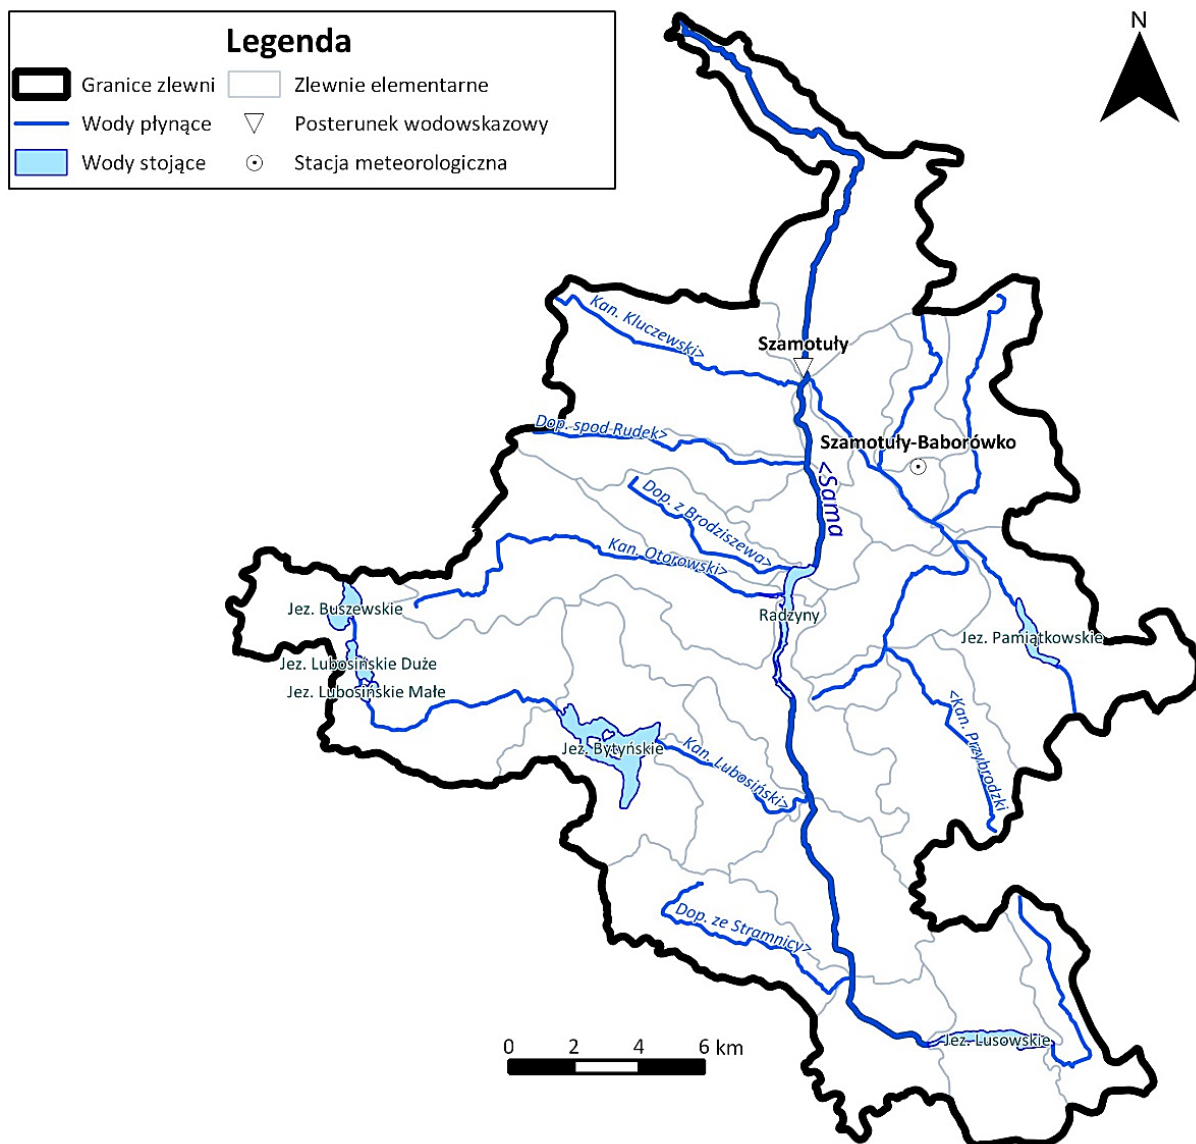 Legenda
Granice zlewni
Zlewnie elementarne
Wody płynące
Posterunek wodowskazowy
Wody stojące
Stacja meteorologiczna
N
Kan. Kluczewski>
Szamotuły
Dop. spod Rudek>
Szamotuły-Baborówko
<Sama
Dop. z Brodziszewa>
Kan. Otorowski>
Jez. Buszewskie
Radzyny
Jez. Pamiątkowskie
Jez. Lubosińskie Duże
Jez. Lubosińskie Małe
<Kan. Przybrodzki
Jez. Bytyńskie
Kan. Lubosiński>
Dop. ze Stramnicy>
Jez. Lusowskie
0 2 4 6 km